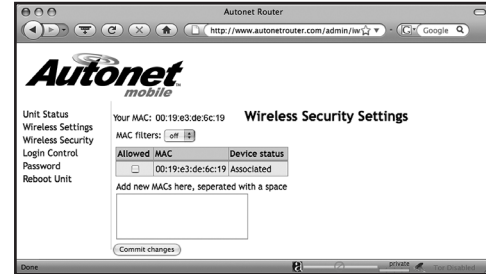 Autonet Router
http://www.autonetrouter.com/admin/iw
Google
Autonet
mobile
Unit Status
Wireless Settings
Wireless Security
Login Control
Password
Reboot Unit
Your MAC: 00:19:e3:de:6c:19
Wireless Security Settings
MAC filters: off
Allowed MAC Device status
00:19:e3:de:6c:19 Associated
Add new MACs here, seperated with a space
Commit changes
Done
private
Tor Disabled